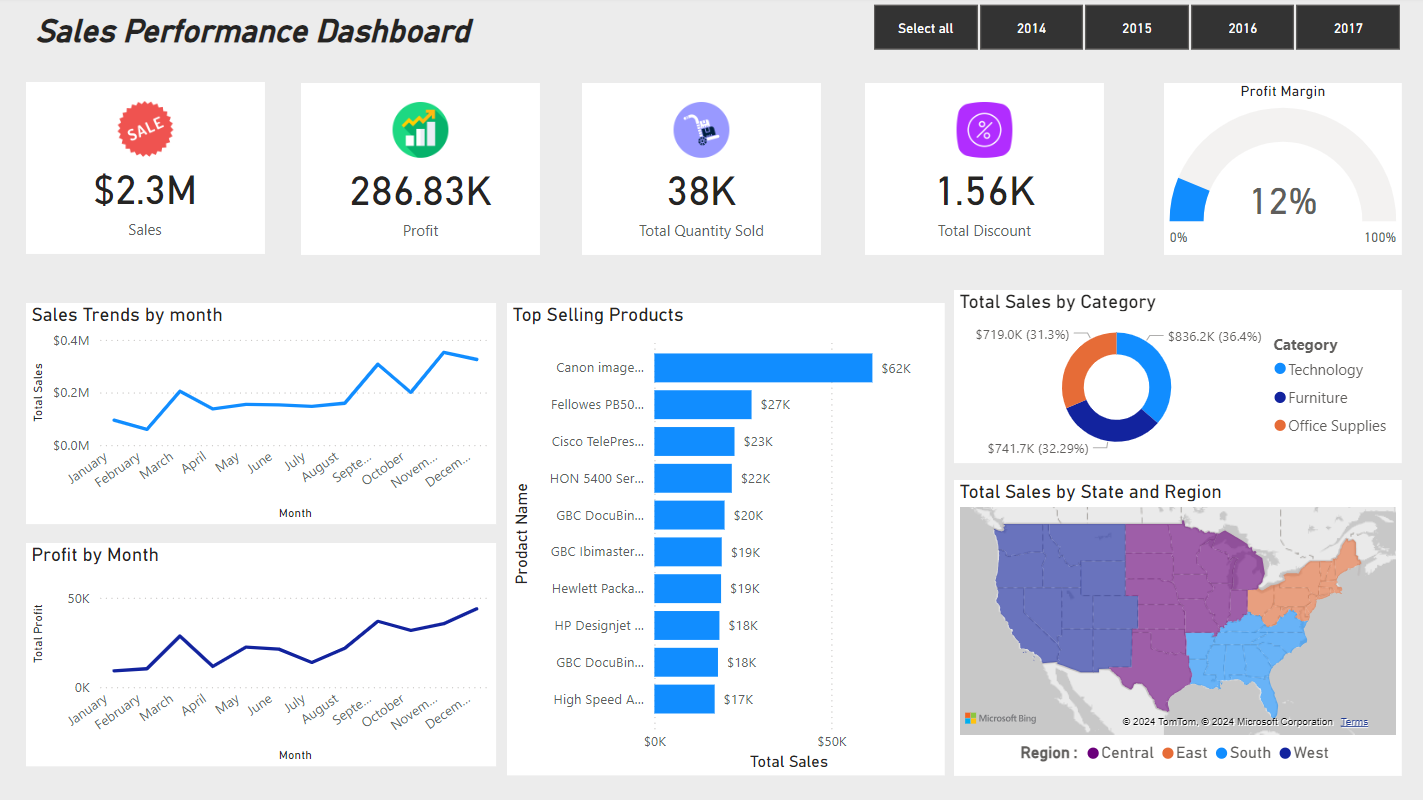 Sales Performance Dashboard
Select all
2014
2015
2016
2017
SALE
$2.3M
Sales
286.83K
Profit
38K
Total Quantity Sold
%
1.56K
Total Discount
Profit Margin
12%
0%
100%
Sales Trends by month
Total Sales
$0.4M
$0.2M
$0.0M
January
February
March
April
May
June
July
August
Septe...
October
Novem...
Decem...
Month
Profit by Month
Total Profit
50K
0K
January
February
March
April
May
June
July
August
Septe...
October
Novem...
Decem...
Month
Top Selling Products
Product Name
Canon image... $62K
Fellowes PB50... $27K
Cisco TelePres... $23K
HON 5400 Ser... $22K
GBC DocuBin... $20K
GBC Ibimaster... $19K
Hewlett Packa... $19K
HP Designjet ... $18K
GBC DocuBin... $18K
High Speed A... $17K
$0K
$50K
Total Sales
Total Sales by Category
$719.0K (31.3%)
$836.2K (36.4%)
$741.7K (32.29%)
Category
Technology
Furniture
Office Supplies
Total Sales by State and Region
Microsoft Bing
© 2024 TomTom, © 2024 Microsoft Corporation Terms
Region : Central East South West